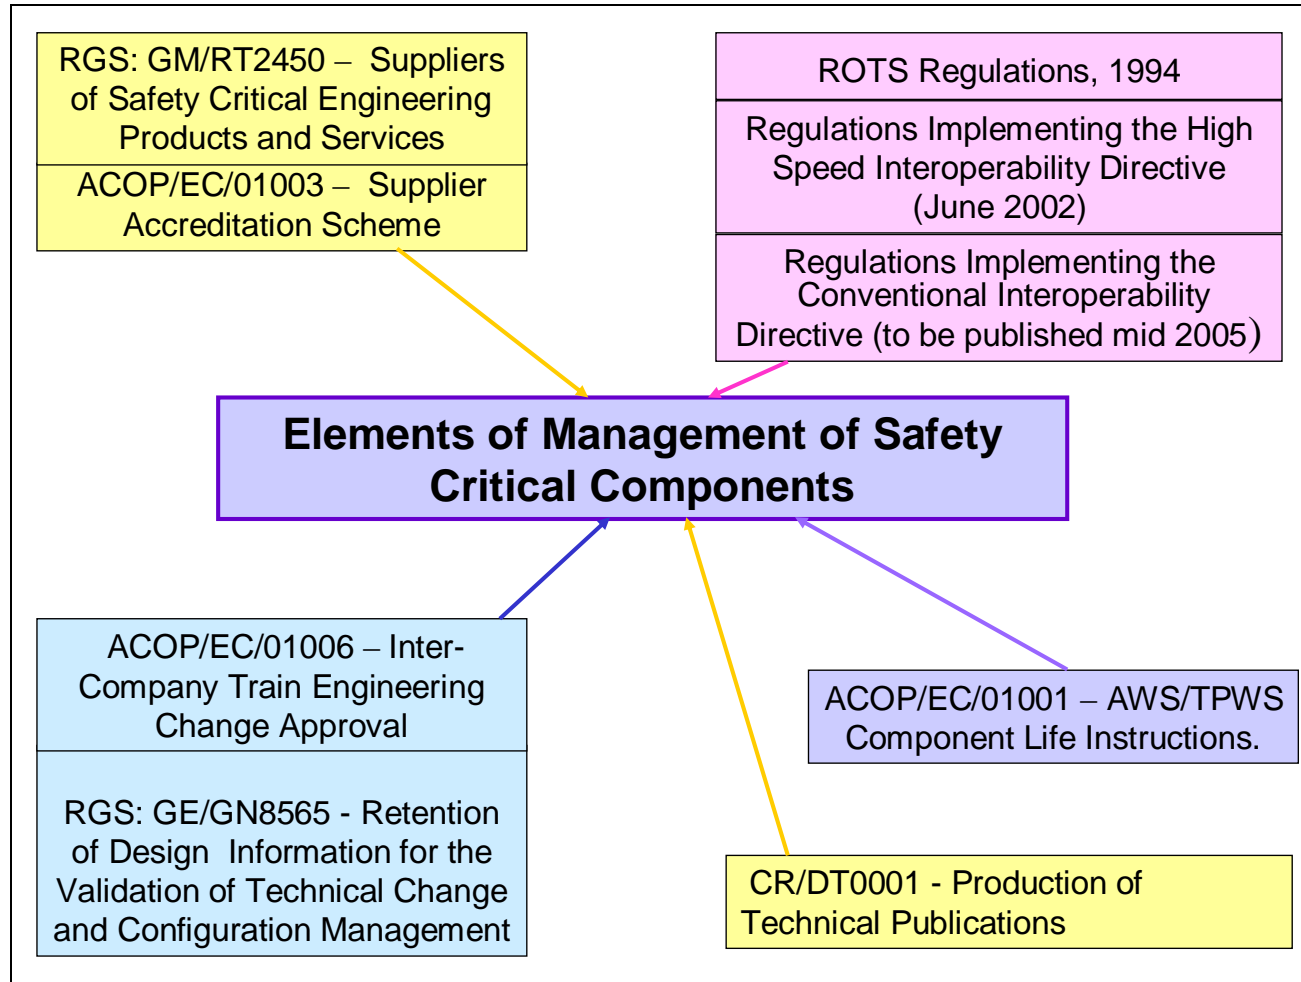 RGS: GM/RT2450 – Suppliers
of Safety Critical Engineering
Products and Services
ACOP/EC/01003 – Supplier
Accreditation Scheme
ROTS Regulations, 1994
Regulations Implementing the High
Speed Interoperability Directive
(June 2002)
Regulations Implementing the
Conventional Interoperability
Directive (to be published mid 2005)
Elements of Management of Safety
Critical Components
ACOP/EC/01006 – Inter-
Company Train Engineering
Change Approval
RGS: GE/GN8565 - Retention
of Design Information for the
Validation of Technical Change
and Configuration Management
ACOP/EC/01001 – AWS/TPWS
Component Life Instructions.
CR/DT0001 - Production of
Technical Publications